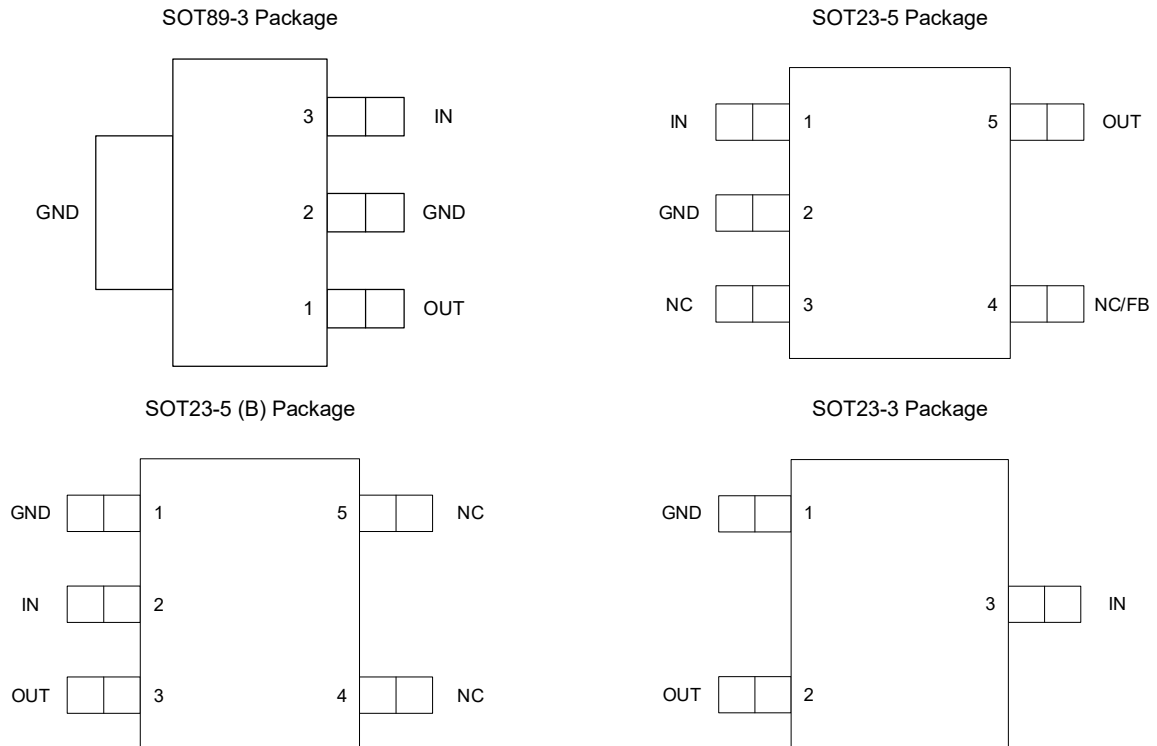 SOT89-3 Package
3 IN
GND 2 GND
1 OUT
SOT23-5 Package
IN 1 5 OUT
GND 2
NC 3 4 NC/FB
SOT23-5 (B) Package
GND 1 5 NC
IN 2
OUT 3 4 NC
SOT23-3 Package
GND 1
3 IN
OUT 2